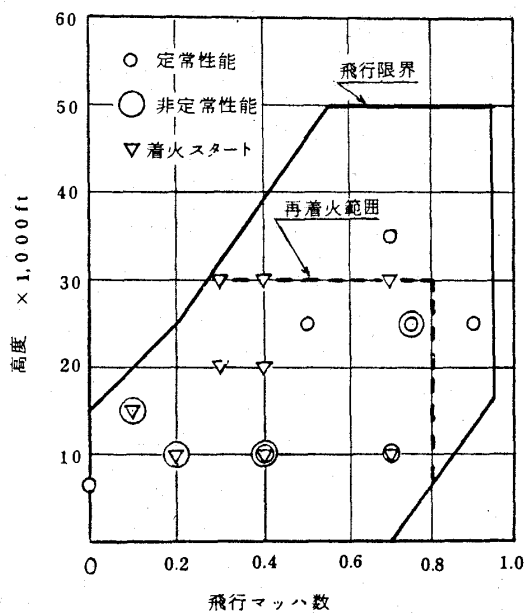 60
50
40
30
20
10
0
0.2
0.4
0.6
0.8
1.0
高度 ×1,000ft
飛行マッハ数
定常性能
非定常性能
着火スタート
飛行限界
再着火範囲